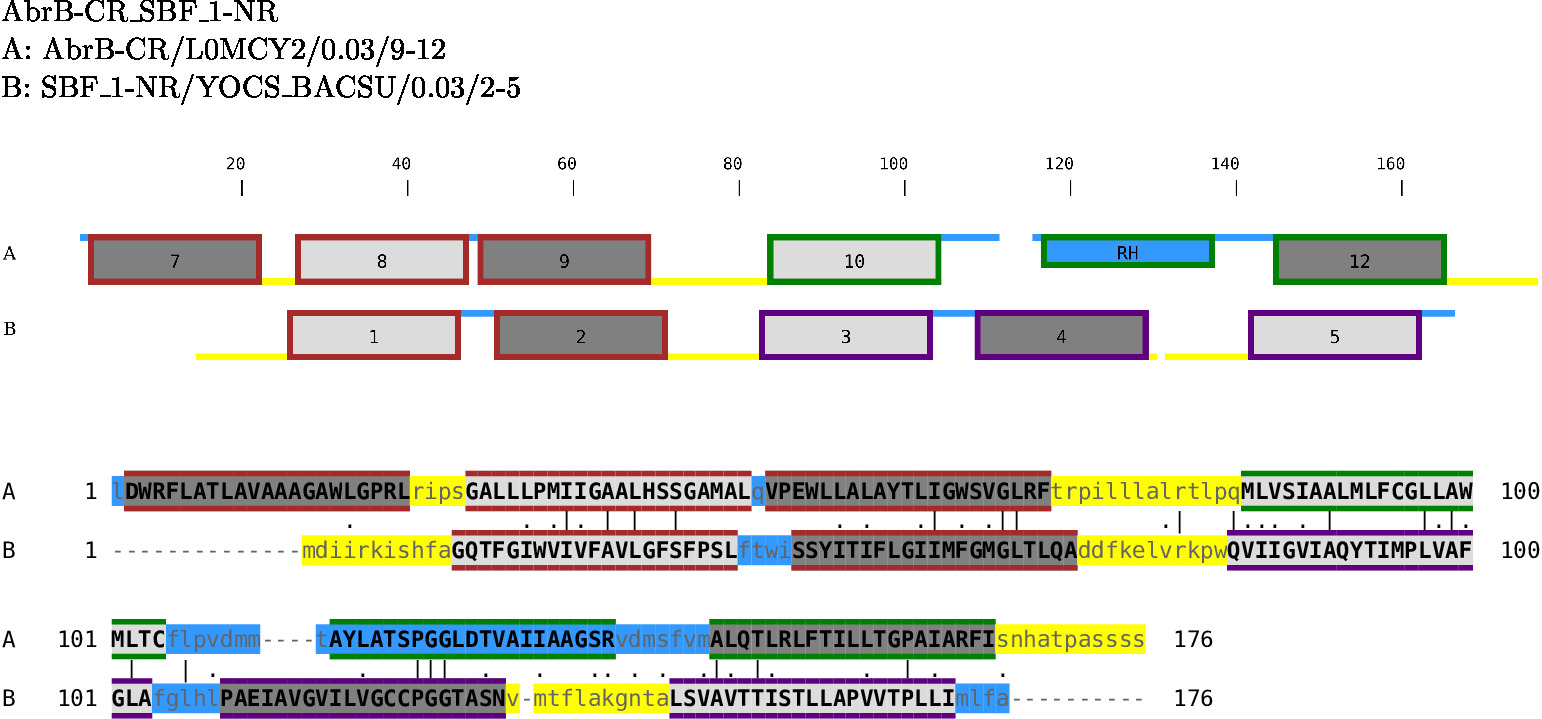 AbrB-CR_SBF_1-NR
A: AbrB-CR/L0MCY2/0.03/9-12
B: SBF_1-NR/YOCS_BACSU/0.03/2-5
20 40 60 80 100 120 140 160
A 7 8 9 10 RH 12
B 1 2 3 4 5
A 1 lDWRFLATLAVAAAGAWLGPRLripsGALLLPMIIGAALHSSGAMALqVPEWLLALAYTLIGWSVGLRFtrpilllalrtlpqMLVSIAALMLFCGLLAW 100
B 1 --------------mdiirkishfaGQTFGIWVIVFAVLGFSFPSLftwiSSYITIFLGIIMFGMGLTLQAddfkelvrkpwQVIIGVIAQYTIMPLVAF 100
A 101 MLTCflpvdmm----tAYLATSPGGLDTVAIIAAGSRvdmsfvmALQTLRLFTILLTGPAIARFIsnhatpassss 176
B 101 GLAfglhlPAEIAVGVILVGCCPGGTASNv-mtflakgntaLSVAVTTISTLLAPVVTPLLImlfa---------- 176